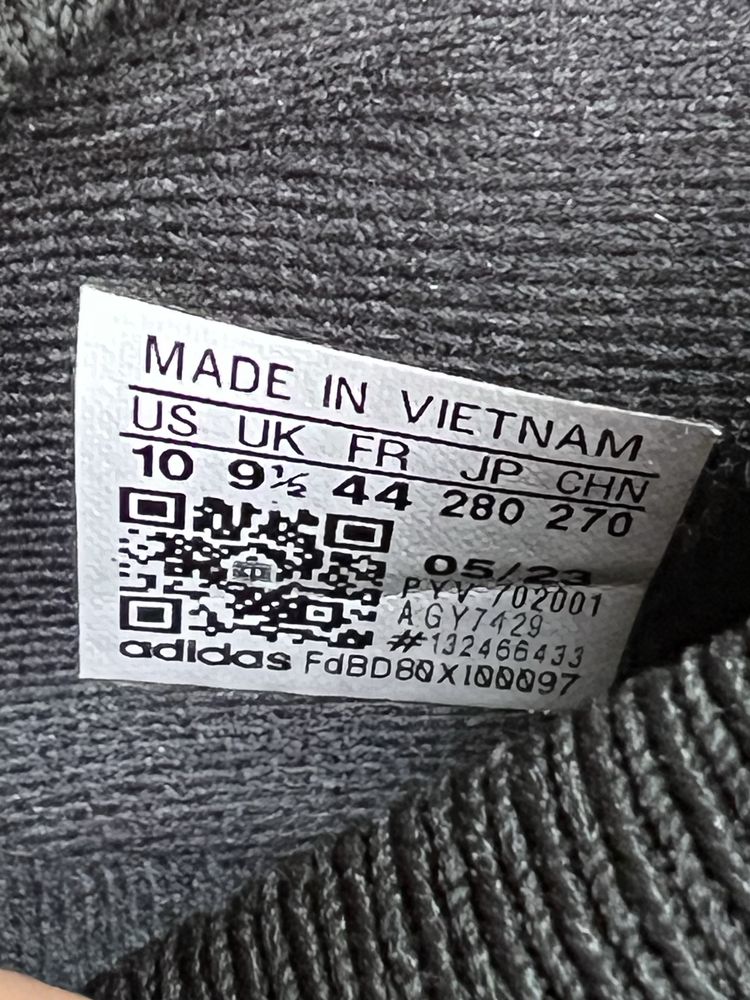 MADE IN VIETNAM
US UK FR JP CHN
10 9½ 44 280 270
05/23
PYV 702001
AGY7429
#132466433
adidas FdBD80X100097